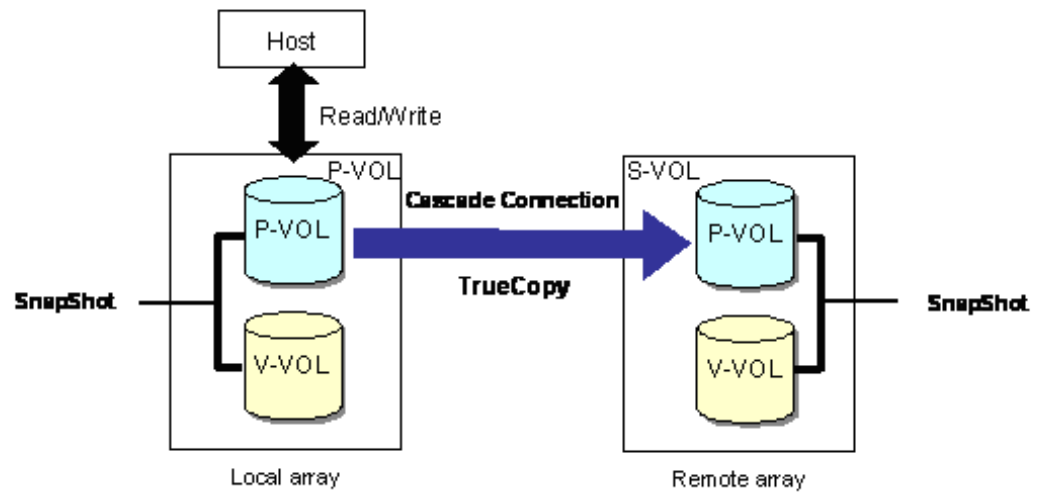 Host
Read/Write
P-VOL
S-VOL
Cascade Connection
P-VOL
P-VOL
TrueCopy
SnapShot
SnapShot
V-VOL
V-VOL
Local array
Remote array